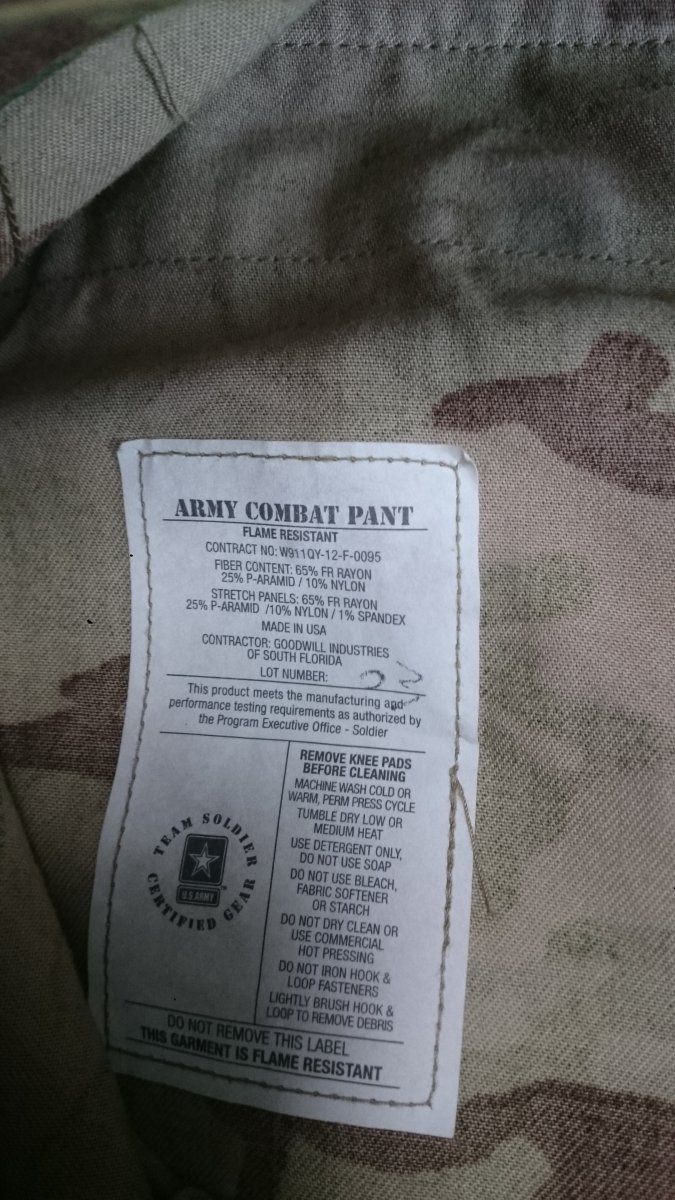 ARMY COMBAT PANT
FLAME RESISTANT
CONTRACT NO: W911QY-12-F-0095
FIBER CONTENT: 65% FR RAYON
25% P-ARAMID / 10% NYLON
STRETCH PANELS: 65% FR RAYON
25% P-ARAMID /10% NYLON / 1% SPANDEX
MADE IN USA
CONTRACTOR: GOODWILL INDUSTRIES
OF SOUTH FLORIDA
LOT NUMBER:
This product meets the manufacturing and
performance testing requirements as authorized by
the Program Executive Office - Soldier
TEAM SOLDIER
U.S. ARMY
CERTIFIED GEAR
REMOVE KNEE PADS
BEFORE CLEANING
MACHINE WASH COLD OR
WARM, PERM PRESS CYCLE
TUMBLE DRY LOW OR
MEDIUM HEAT
USE DETERGENT ONLY,
DO NOT USE SOAP
DO NOT USE BLEACH,
FABRIC SOFTENER
OR STARCH
DO NOT DRY CLEAN OR
USE COMMERCIAL
HOT PRESSING
DO NOT IRON HOOK &
LOOP FASTENERS
LIGHTLY BRUSH HOOK &
LOOP TO REMOVE DEBRIS
DO NOT REMOVE THIS LABEL
THIS GARMENT IS FLAME RESISTANT